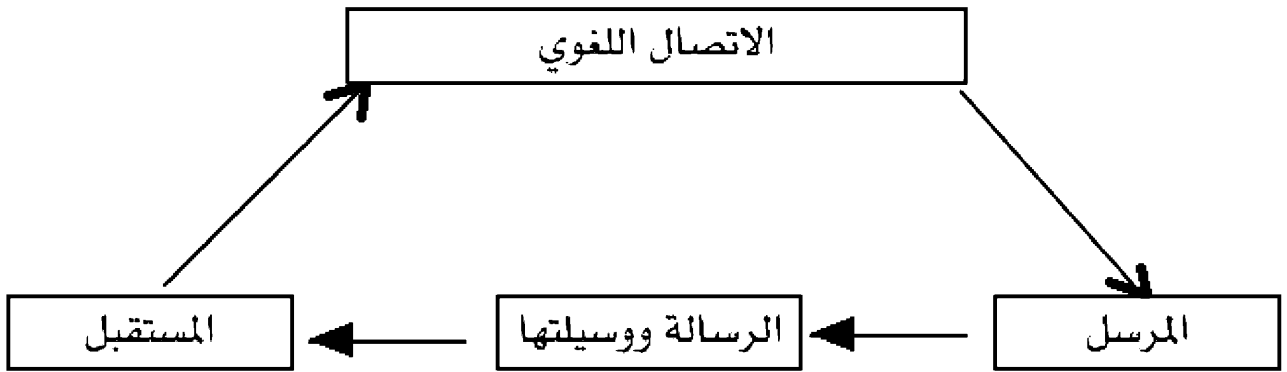 الاتصال اللغوي
المرسل
الرسالة ووسيلتها
المستقبل